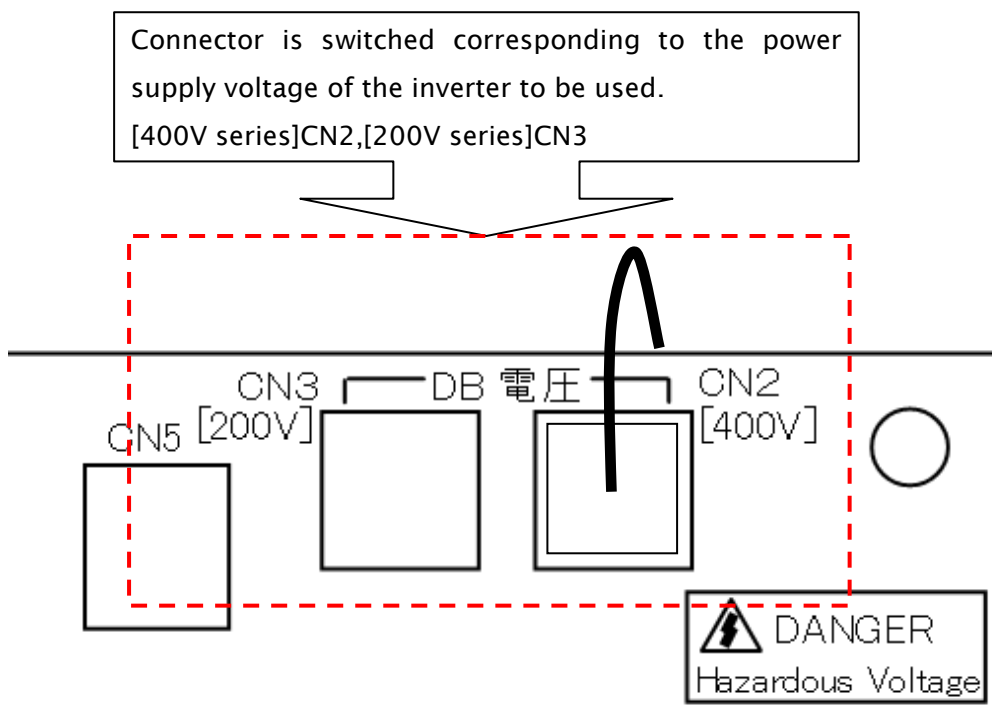 Connector is switched corresponding to the power
supply voltage of the inverter to be used.
[400V series]CN2,[200V series]CN3
CN3
[200V]
DB 電圧
CN2
[400V]
CN5
DANGER
Hazardous Voltage